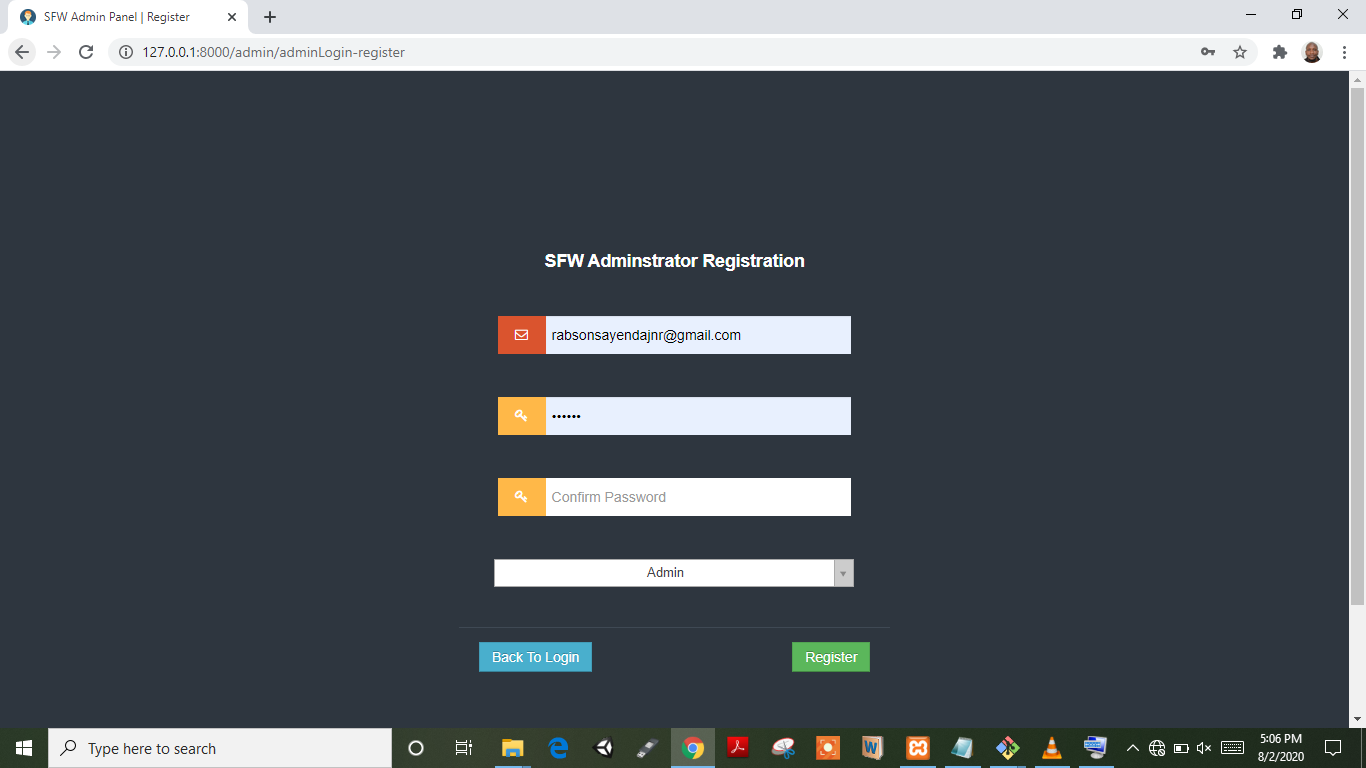 SFW Admin Panel | Register
127.0.0.1:8000/admin/adminLogin-register
SFW Adminstrator Registration
rabsonsayendajnr@gmail.com
••••••
Confirm Password
Admin
Back To Login
Register
Type here to search
5:06 PM
8/2/2020